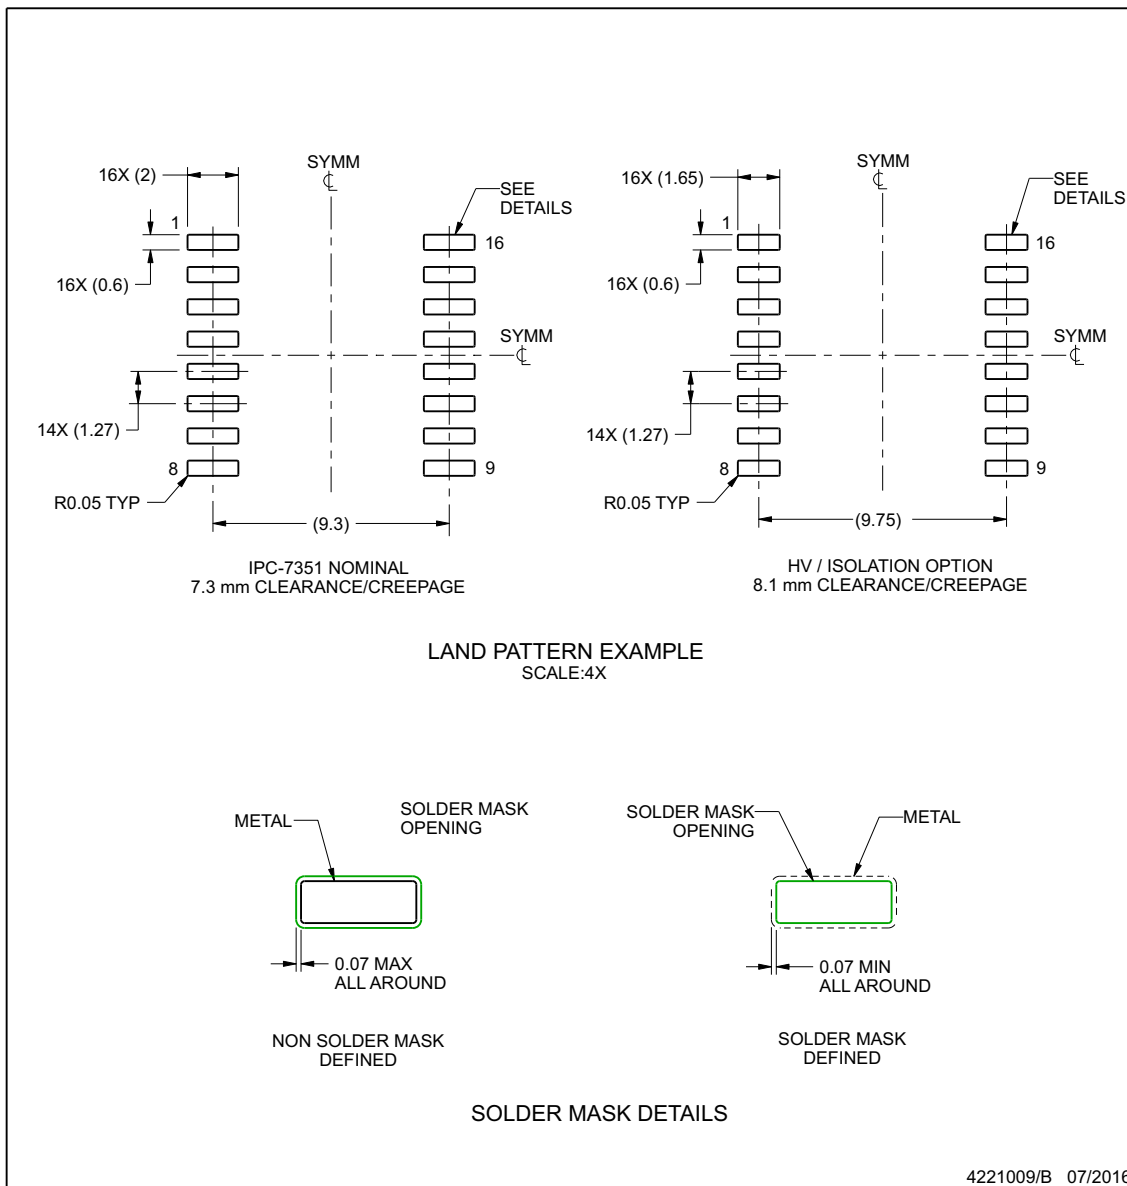 16X (2)
SYMM
SEE
DETAILS
1
16
16X (0.6)
SYMM
14X (1.27)
8
9
R0.05 TYP
(9.3)
IPC-7351 NOMINAL
7.3 mm CLEARANCE/CREEPAGE
16X (1.65)
SYMM
SEE
DETAILS
1
16
16X (0.6)
SYMM
14X (1.27)
8
9
R0.05 TYP
(9.75)
HV / ISOLATION OPTION
8.1 mm CLEARANCE/CREEPAGE
LAND PATTERN EXAMPLE
SCALE:4X
METAL
SOLDER MASK
OPENING
0.07 MAX
ALL AROUND
NON SOLDER MASK
DEFINED
SOLDER MASK
OPENING
METAL
0.07 MIN
ALL AROUND
SOLDER MASK
DEFINED
SOLDER MASK DETAILS
4221009/B 07/2016